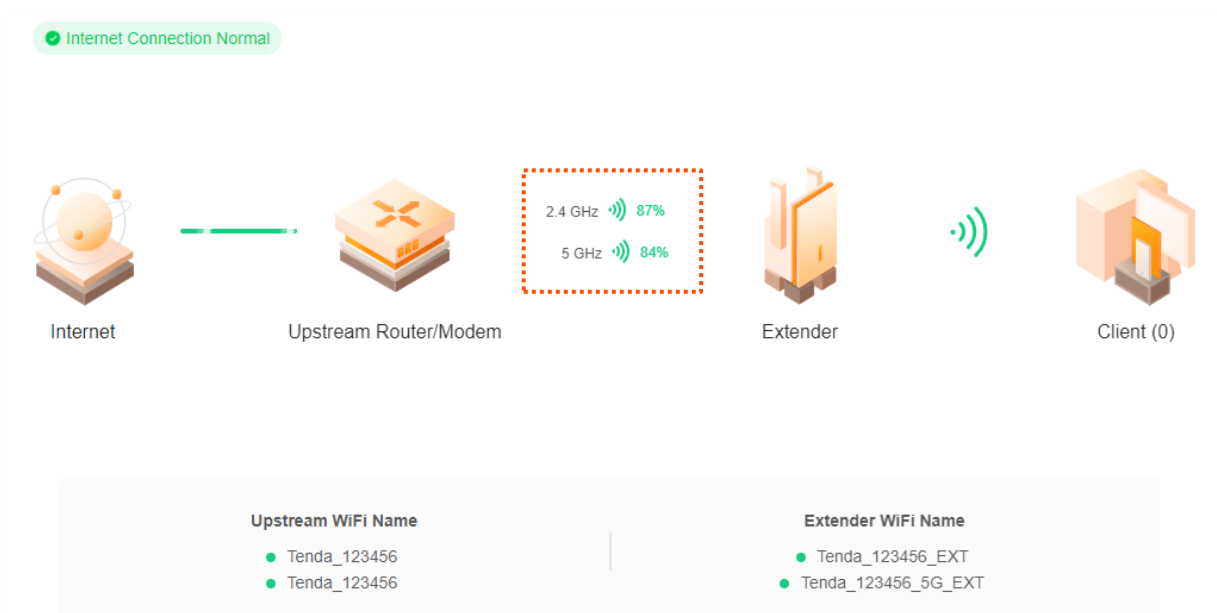 Internet Connection Normal
2.4 GHz 87%
5 GHz 84%
Internet
Upstream Router/Modem
Extender
Client (0)
Upstream WiFi Name
Extender WiFi Name
Tenda_123456
Tenda_123456_EXT
Tenda_123456
Tenda_123456_5G_EXT